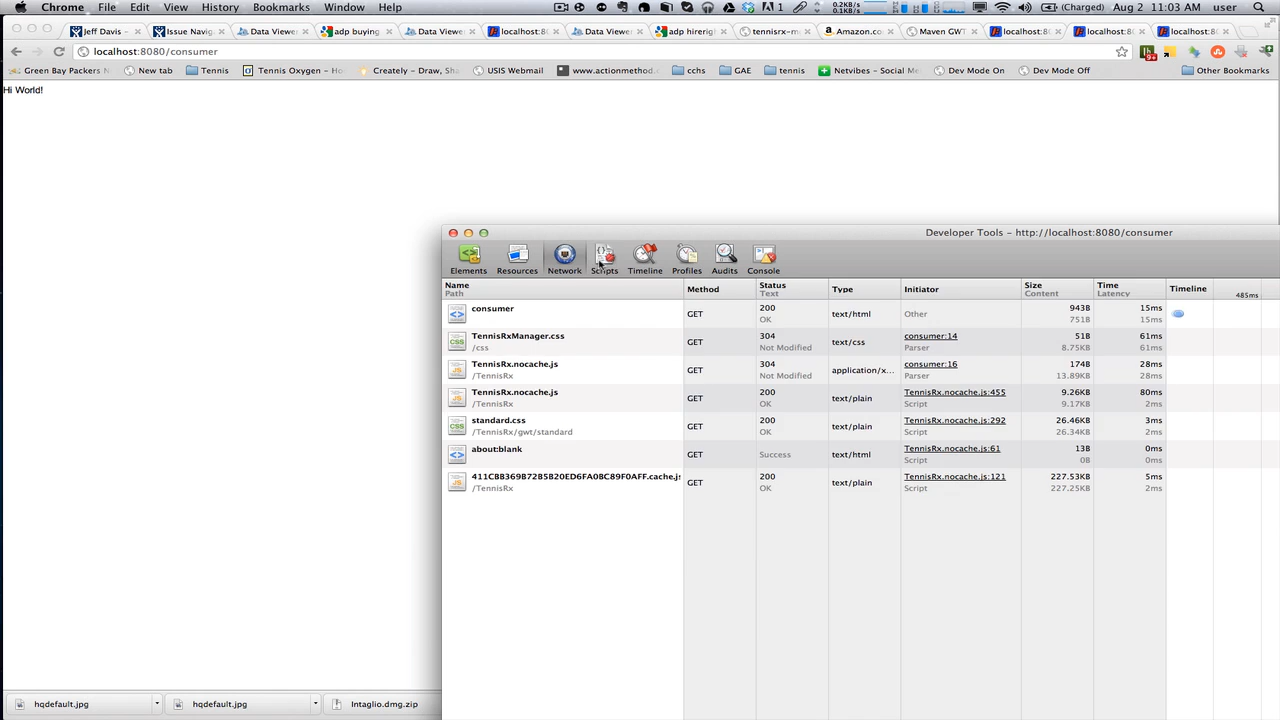 Chrome File Edit View History Bookmarks Window Help 1 0.2KB/s 0.1KB/s (Charged) Aug 2 11:03 AM user
Jeff Davis - Issue Navig Data Viewer adp buying Data Viewer localhost:8 Data Viewer adp hirerigh tennisrx-m Amazon.co Maven GWT localhost:8 localhost:8 localhost:8
localhost:8080/consumer 9+
Green Bay Packers N New tab Tennis Tennis Oxygen - Ho Creately - Draw, Sha USIS Webmail www.actionmethod. cchs GAE tennis Netvibes - Social Me Dev Mode On Dev Mode Off Other Bookmarks
Hi World!
Developer Tools - http://localhost:8080/consumer
Elements Resources Network Scripts Timeline Profiles Audits Console
Name Method Status Type Initiator Size Time Timeline
Path Text Content Latency 485ms
consumer GET 200 text/html Other 943B 15ms
OK 751B 15ms
TennisRxManager.css GET 304 text/css consumer:14 51B 61ms
/css Not Modified Parser 8.75KB 61ms
TennisRx.nocache.js GET 304 application/x... consumer:16 174B 28ms
/TennisRx Not Modified Parser 13.89KB 28ms
TennisRx.nocache.js GET 200 text/plain TennisRx.nocache.js:455 9.26KB 80ms
/TennisRx OK Script 9.17KB 2ms
standard.css GET 200 text/plain TennisRx.nocache.js:292 26.46KB 3ms
/TennisRx/gwt/standard OK Script 26.34KB 2ms
about:blank GET Success text/html TennisRx.nocache.js:61 13B 0ms
Script 0B 0ms
411CBB369B72B5B20ED6FA0BC89F0AFF.cache.js GET 200 text/plain TennisRx.nocache.js:121 227.53KB 5ms
/TennisRx OK Script 227.25KB 2ms
hqdefault.jpg hqdefault.jpg Intaglio.dmg.zip